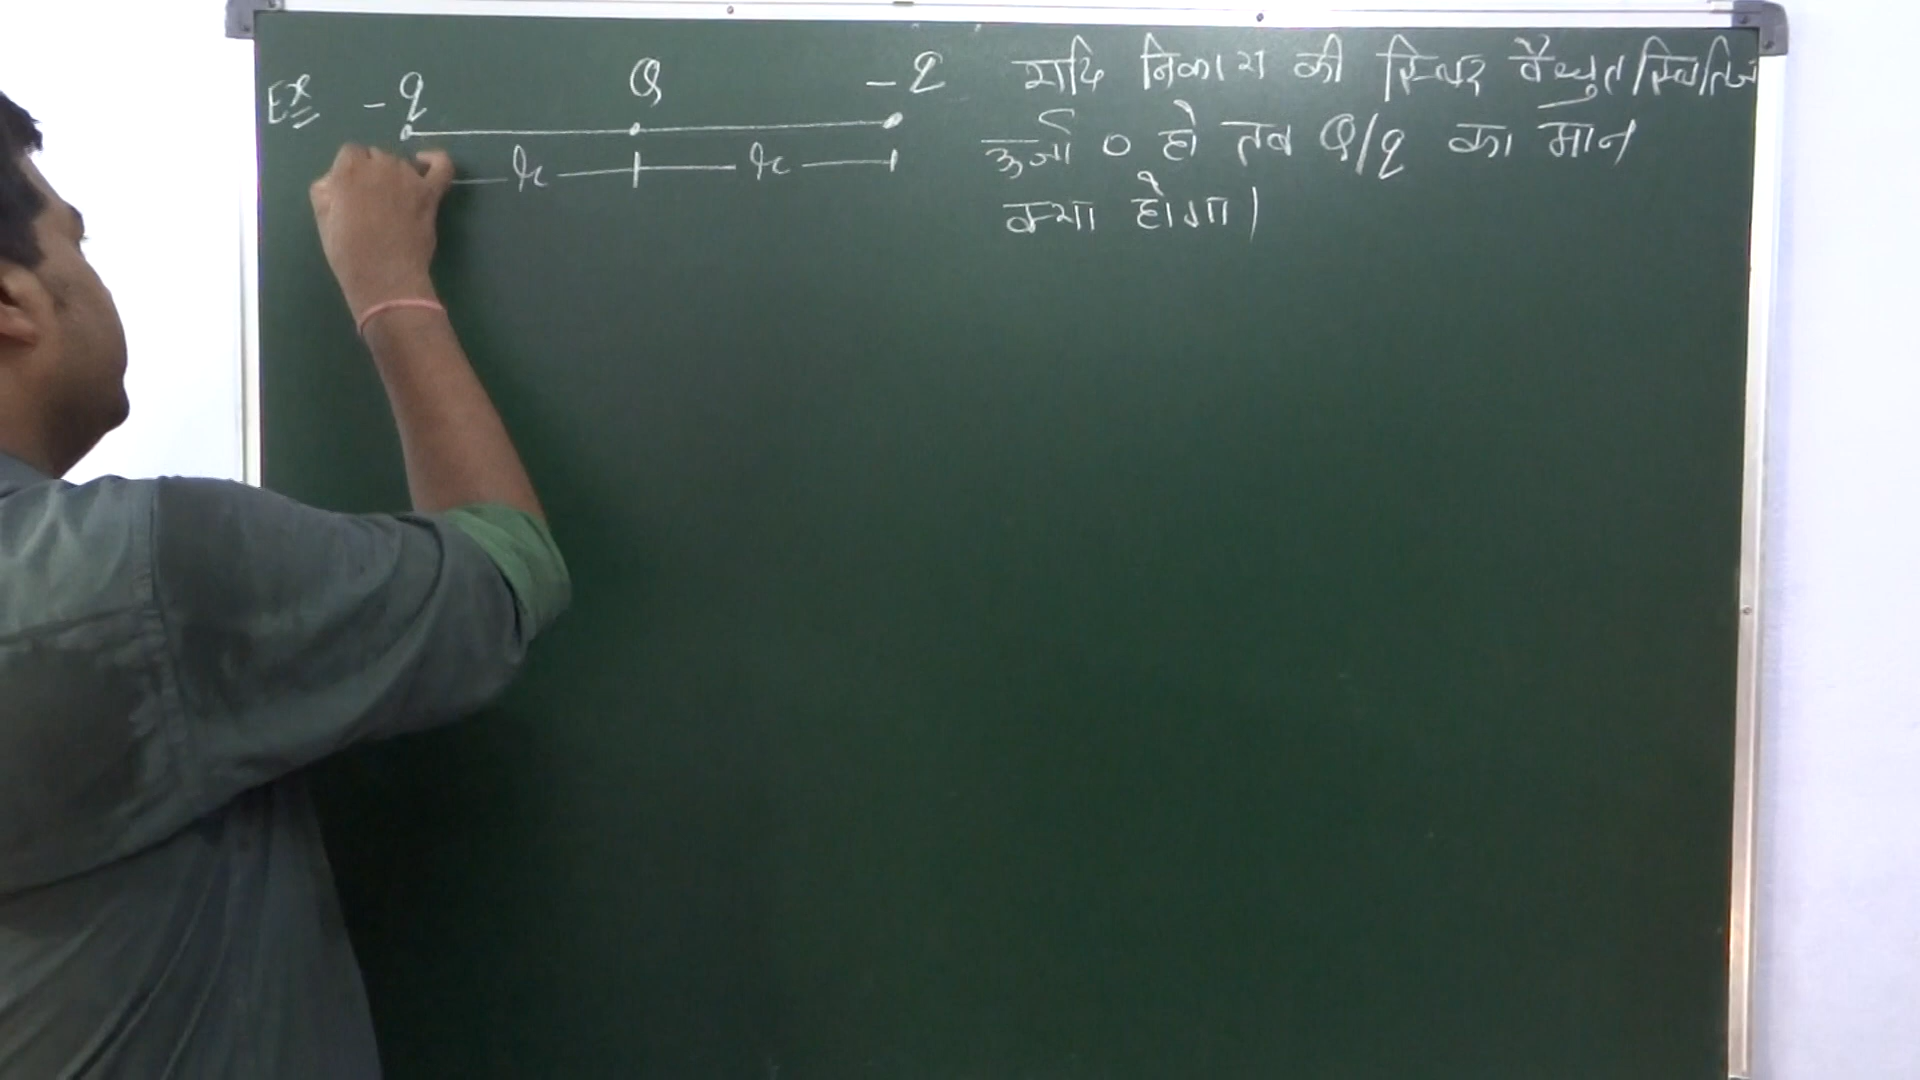 Ex -q Q -q
r r
यदि निकाय की स्थिर वैद्युत स्थितिज
ऊर्जा 0 हो तब Q/q का मान
क्या होगा।